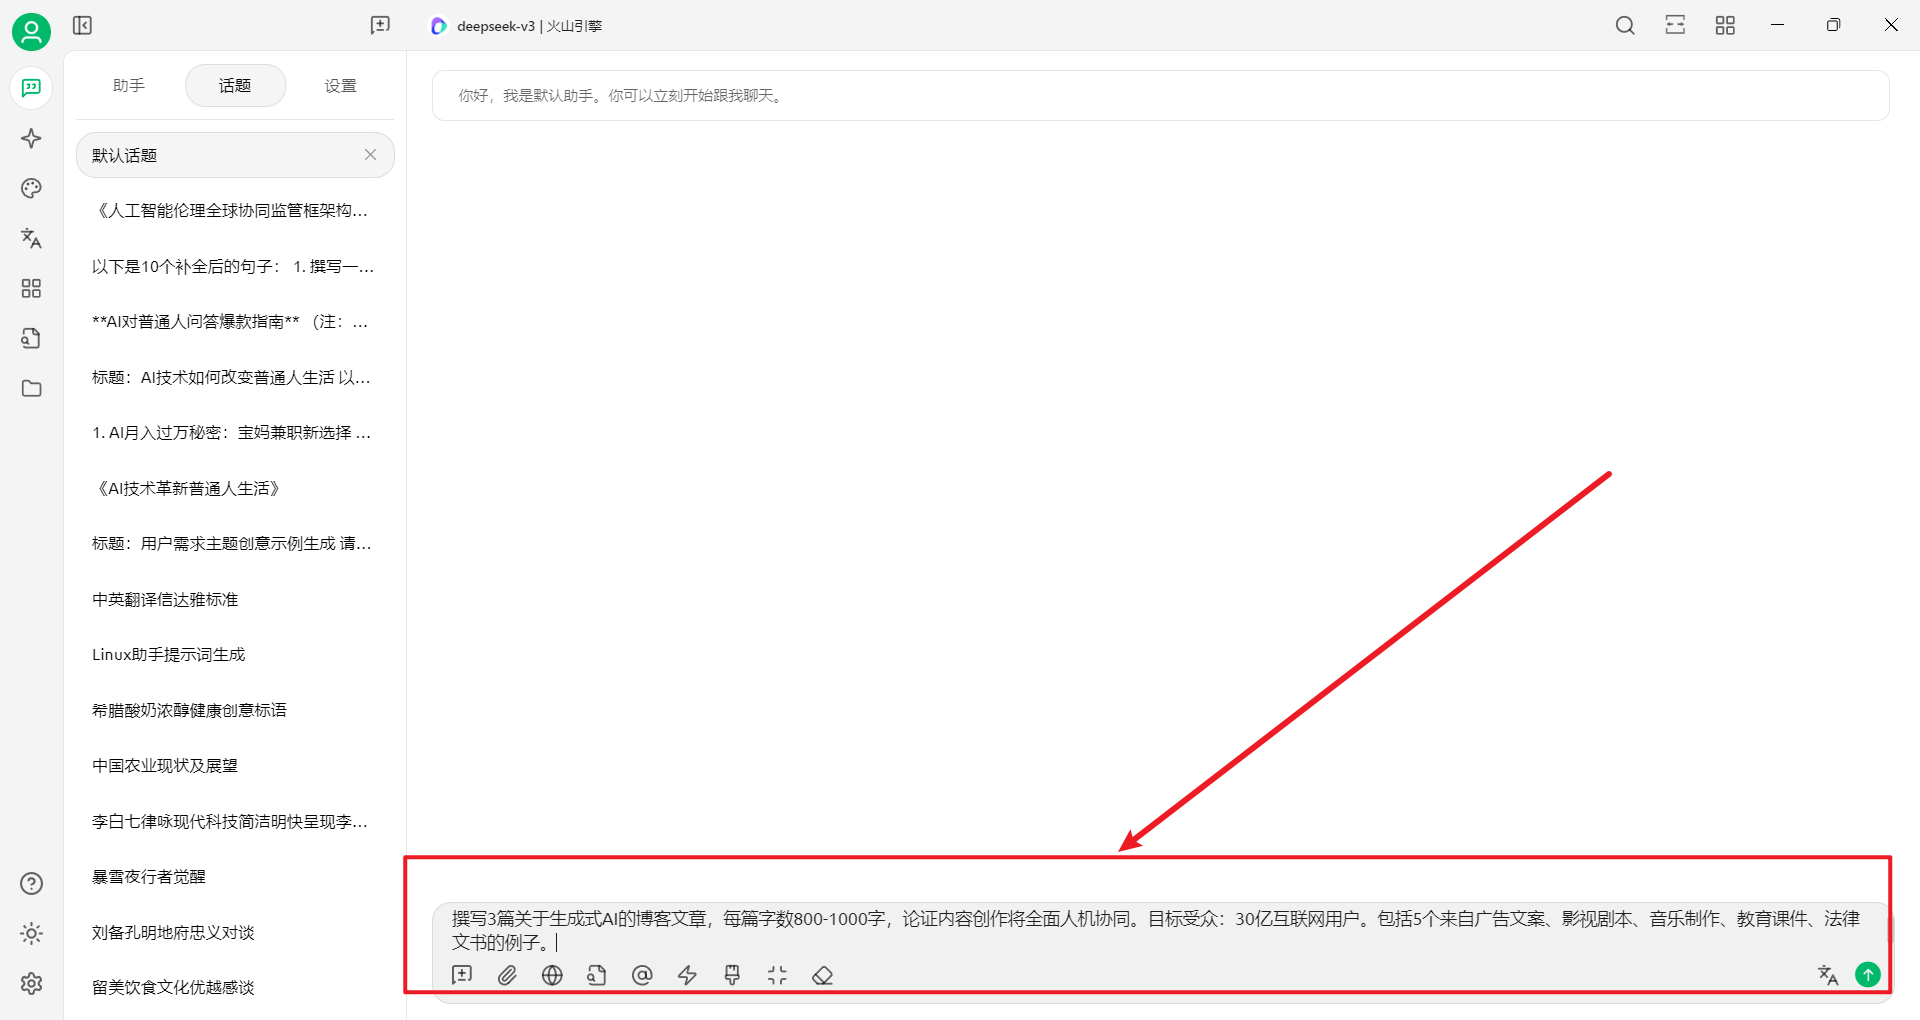 deepseek-v3 | 火山引擎
助手 话题 设置
默认话题
《人工智能伦理全球协同监管框架构...
以下是10个补全后的句子： 1. 撰写一...
**AI对普通人问答爆款指南** （注：...
标题：AI技术如何改变普通人生活 以...
1. AI月入过万秘密：宝妈兼职新选择 ...
《AI技术革新普通人生活》
标题：用户需求主题创意示例生成 请...
中英翻译信达雅标准
Linux助手提示词生成
希腊酸奶浓醇健康创意标语
中国农业现状及展望
李白七律咏现代科技简洁明快呈现李...
暴雪夜行者觉醒
刘备孔明地府忠义对谈
留美饮食文化优越感谈
你好，我是默认助手。你可以立刻开始跟我聊天。
撰写3篇关于生成式AI的博客文章，每篇字数800-1000字，论证内容创作将全面人机协同。目标受众：30亿互联网用户。包括5个来自广告文案、影视剧本、音乐制作、教育课件、法律
文书的例子。